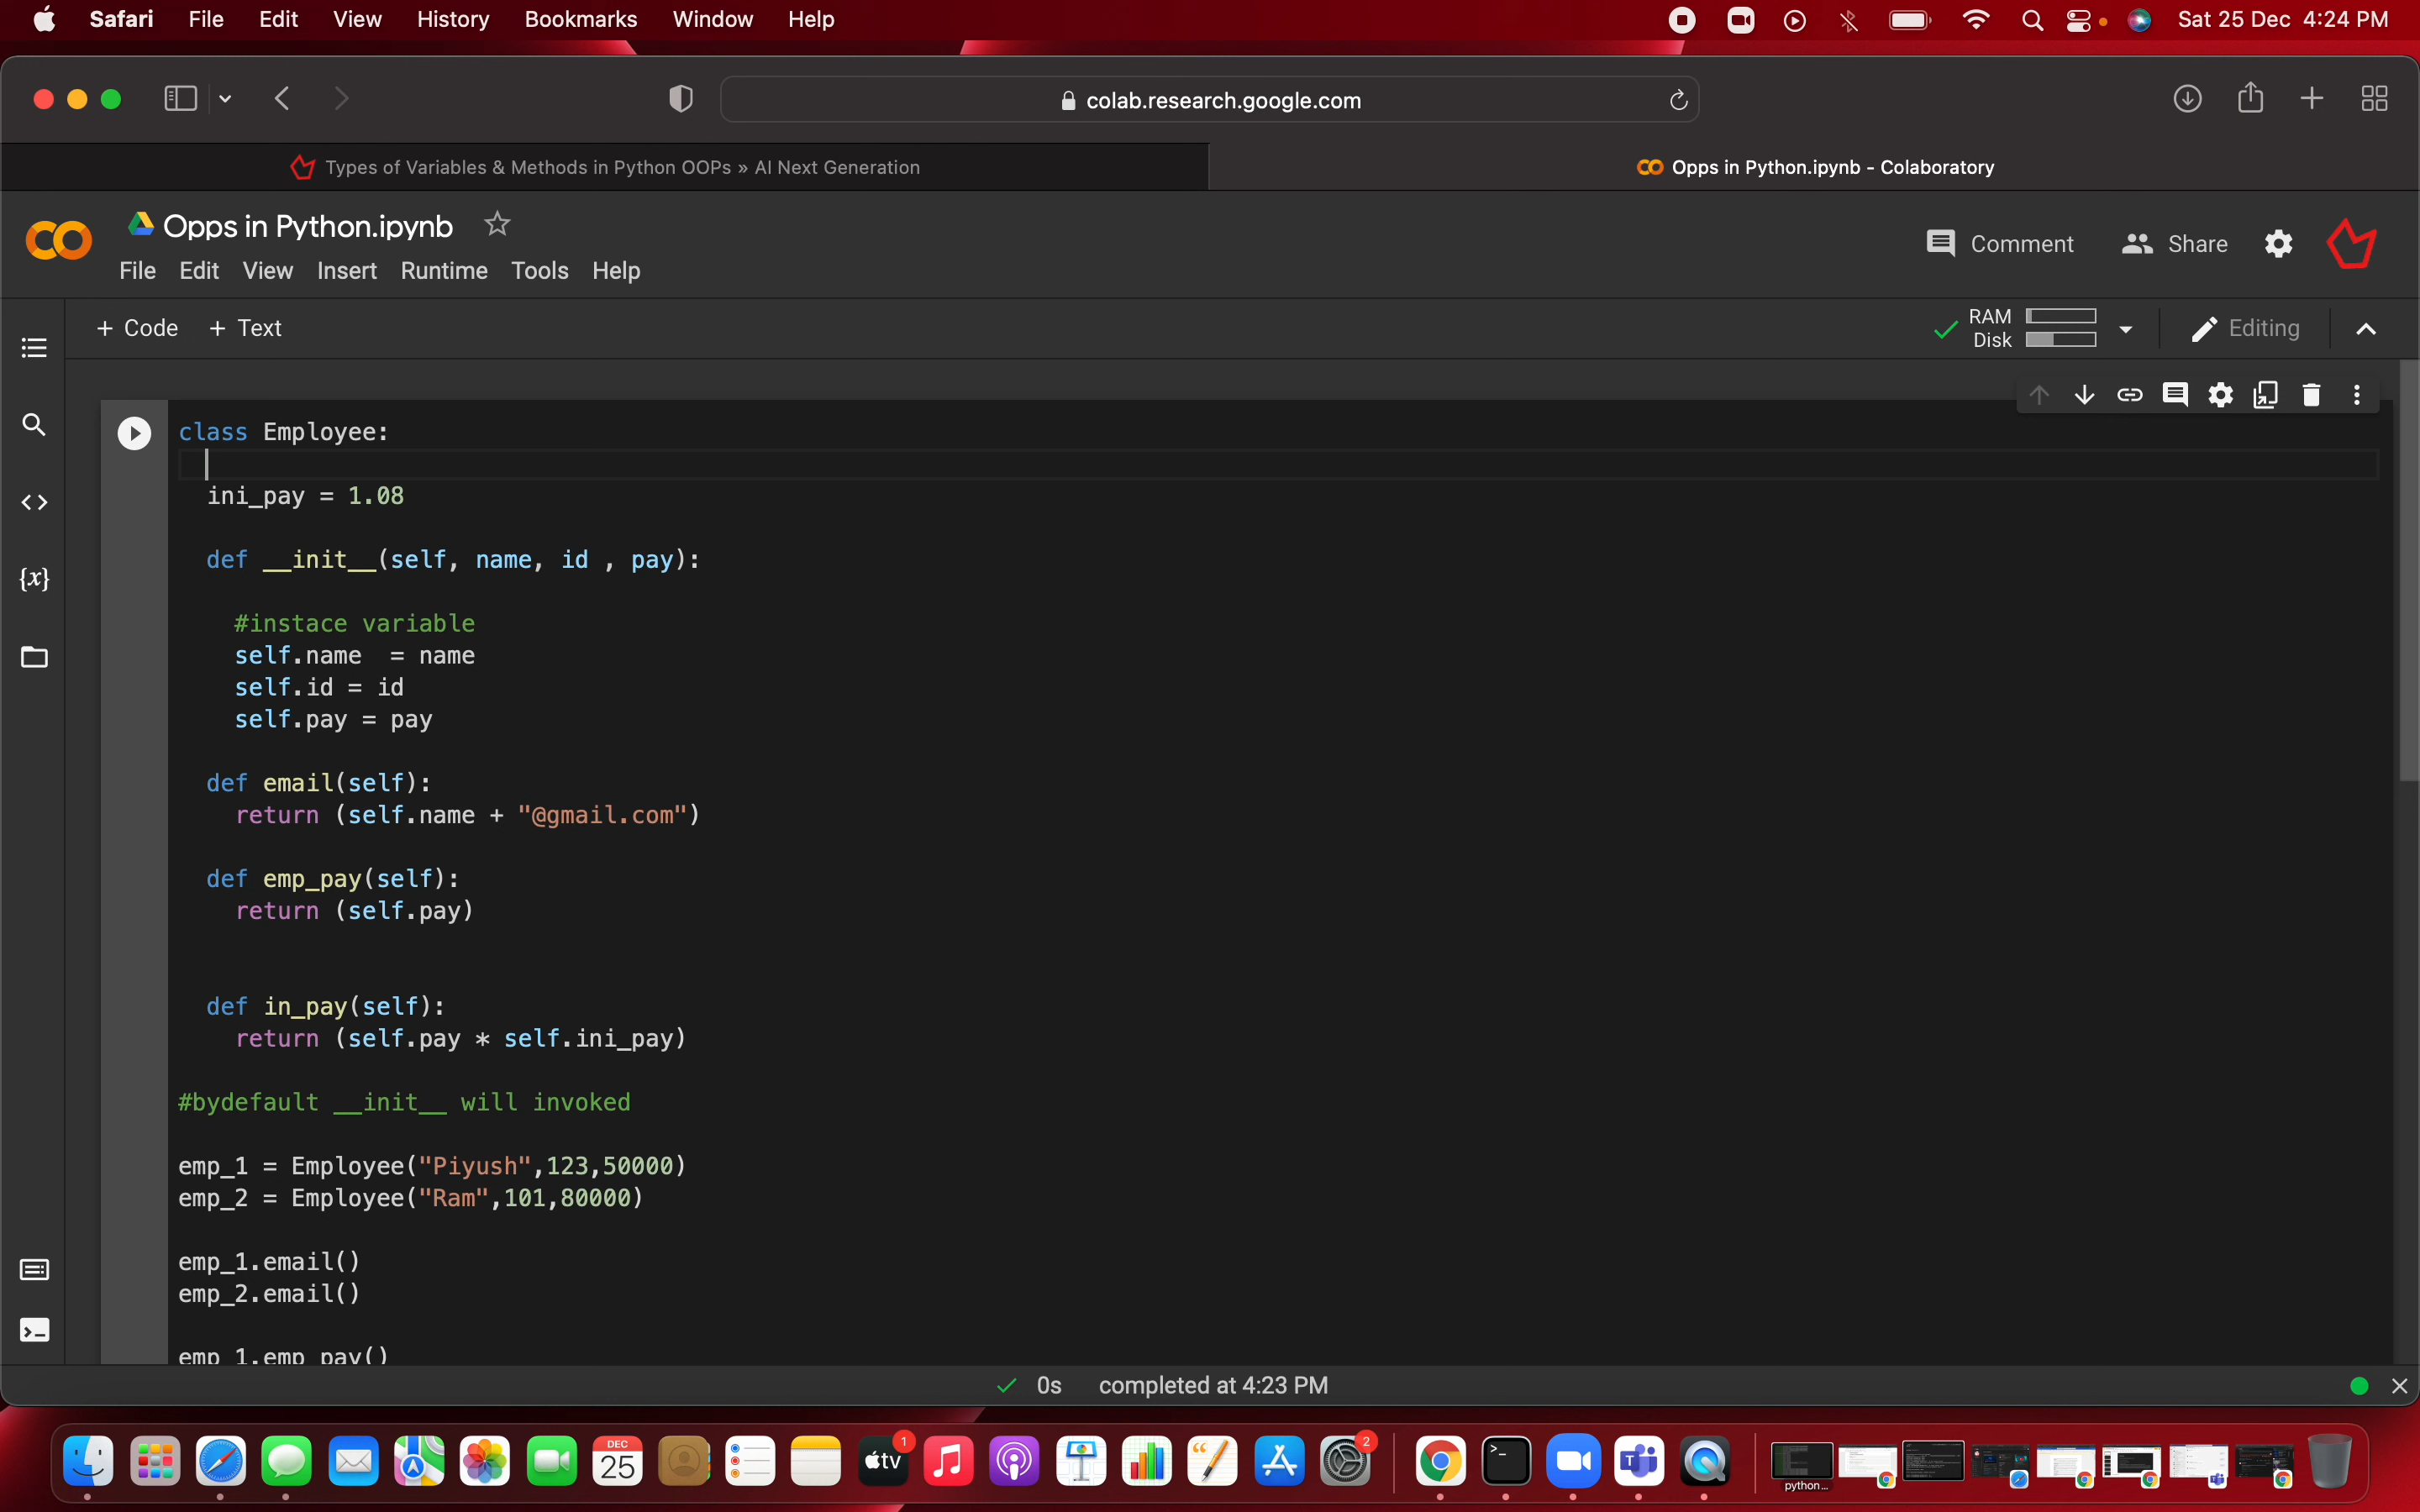 Safari File Edit View History Bookmarks Window Help Sat 25 Dec 4:24 PM
colab.research.google.com
Types of Variables & Methods in Python OOPs » AI Next Generation
Opps in Python.ipynb - Colaboratory
Opps in Python.ipynb
Comment Share
File Edit View Insert Runtime Tools Help
+ Code + Text
RAM
Disk
Editing
class Employee:
ini_pay = 1.08
def __init__(self, name, id , pay):
#instace variable
self.name  = name
self.id = id
self.pay = pay
def email(self):
return (self.name + "@gmail.com")
def emp_pay(self):
return (self.pay)
def in_pay(self):
return (self.pay * self.ini_pay)
#bydefault __init__ will invoked
emp_1 = Employee("Piyush",123,50000)
emp_2 = Employee("Ram",101,80000)
emp_1.email()
emp_2.email()
emp_1.emp_pay()
{x}
0s completed at 4:23 PM
DEC
25
tv
1
2
python...